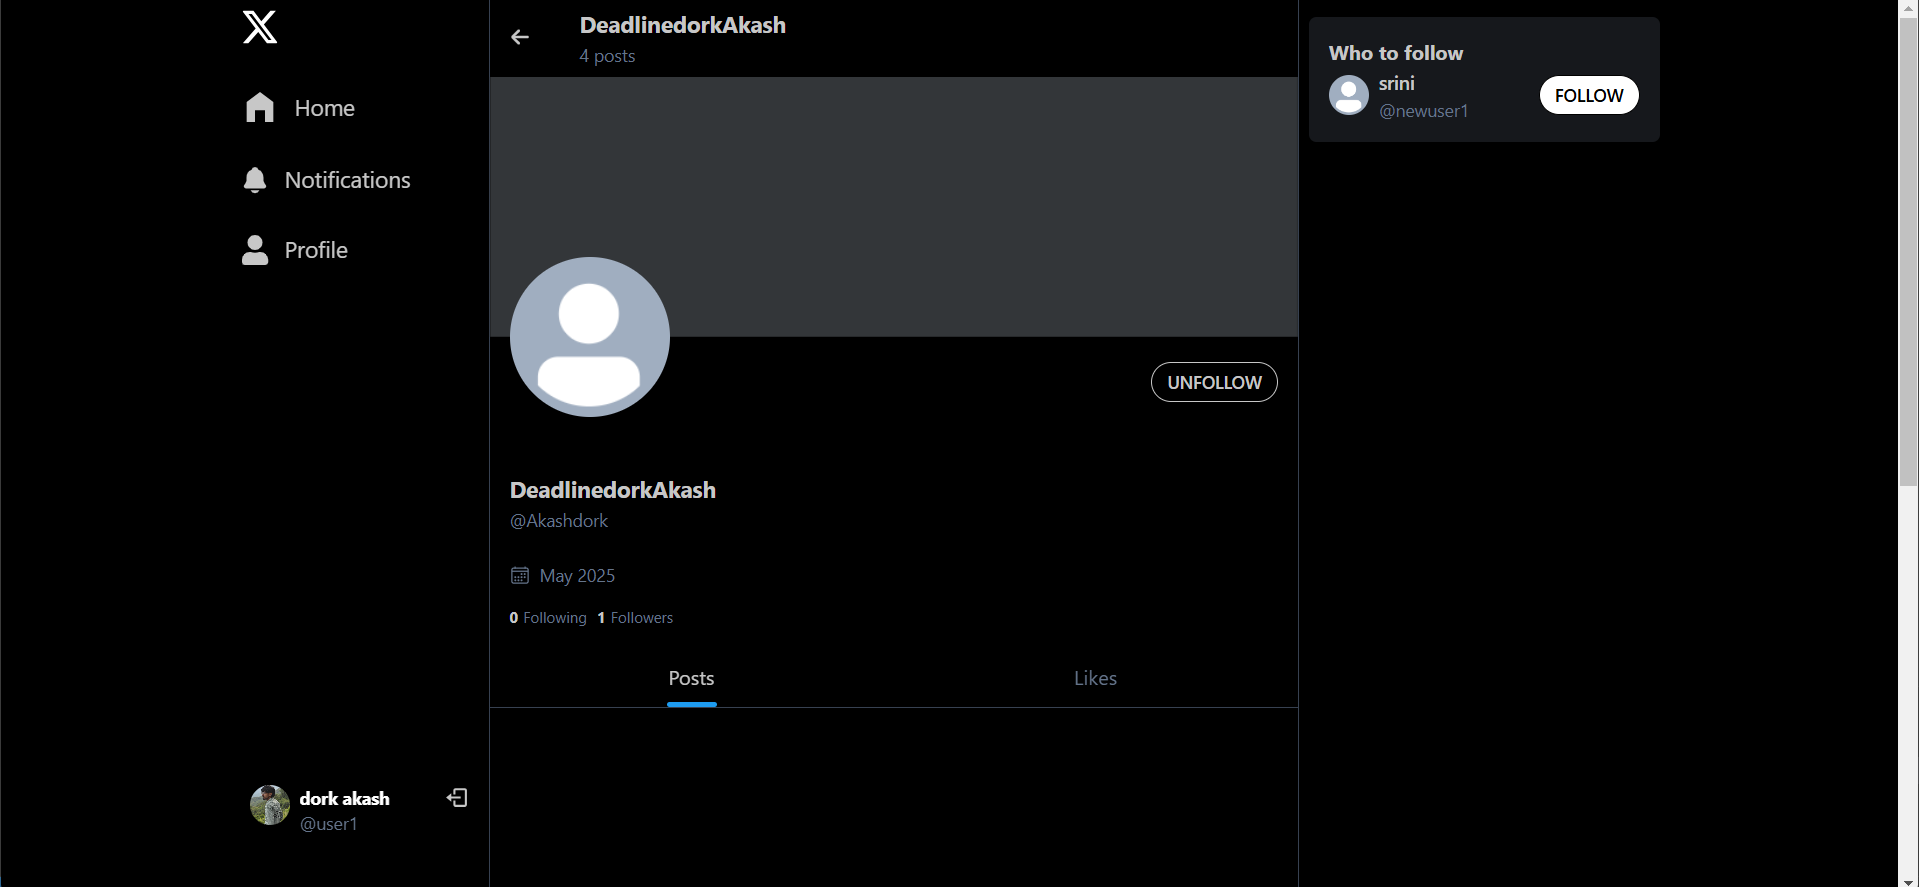 Home
Notifications
Profile
dork akash
@user1
DeadlinedorkAkash
4 posts
UNFOLLOW
DeadlinedorkAkash
@Akashdork
May 2025
0 Following 1 Followers
Posts Likes
Who to follow
srini
@newuser1
FOLLOW